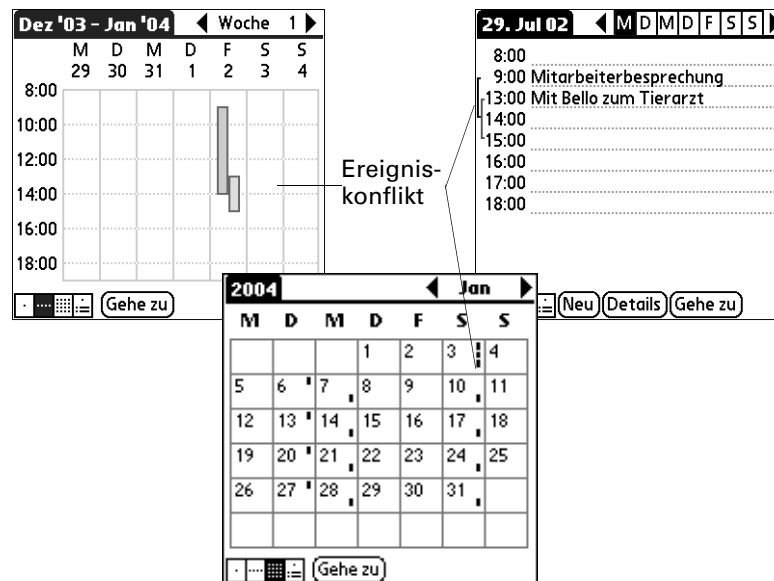 Dez '03 – Jan '04 Woche 1
M D M D F S S
29 30 31 1 2 3 4
8:00
10:00
12:00
14:00
16:00
18:00
Gehe zu
Ereignis-
konflikt
29. Jul 02 M D M D F S S
8:00
9:00 Mitarbeiterbesprechung
13:00 Mit Bello zum Tierarzt
14:00
15:00
16:00
17:00
18:00
Neu Details Gehe zu
2004 Jan
M D M D F S S
1 2 3 4
5 6 7 8 9 10 11
12 13 14 15 16 17 18
19 20 21 22 23 24 25
26 27 28 29 30 31
Gehe zu